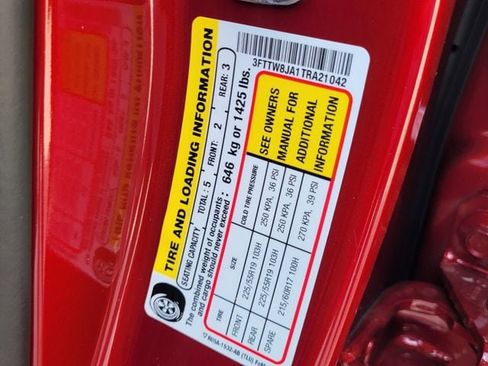 3FTTW8JA1TRA21042
TIRE AND LOADING INFORMATION
SEATING CAPACITY TOTAL: 5 FRONT: 2 REAR: 3
The combined weight of occupants
and cargo should never exceed: 646 kg or 1425 lbs.
TIRE SIZE COLD TIRE PRESSURE
FRONT 225/55R19 103H 250 KPA, 36 PSI
REAR 225/55R19 103H 250 KPA, 36 PSI
SPARE 215/60R17 100H 270 KPA, 39 PSI
SEE OWNERS
MANUAL FOR
ADDITIONAL
INFORMATION